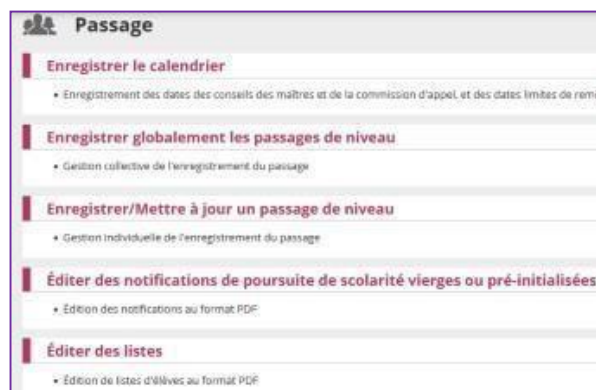 Passage
Enregistrer le calendrier
• Enregistrement des dates des conseils des maîtres et de la commission d'appel, et des dates limites de rem
Enregistrer globalement les passages de niveau
• Gestion collective de l'enregistrement du passage
Enregistrer/Mettre à jour un passage de niveau
• Gestion individuelle de l'enregistrement du passage
Éditer des notifications de poursuite de scolarité vierges ou pré-initialisées
• Édition des notifications au format PDF
Éditer des listes
• Édition de listes d'élèves au format PDF